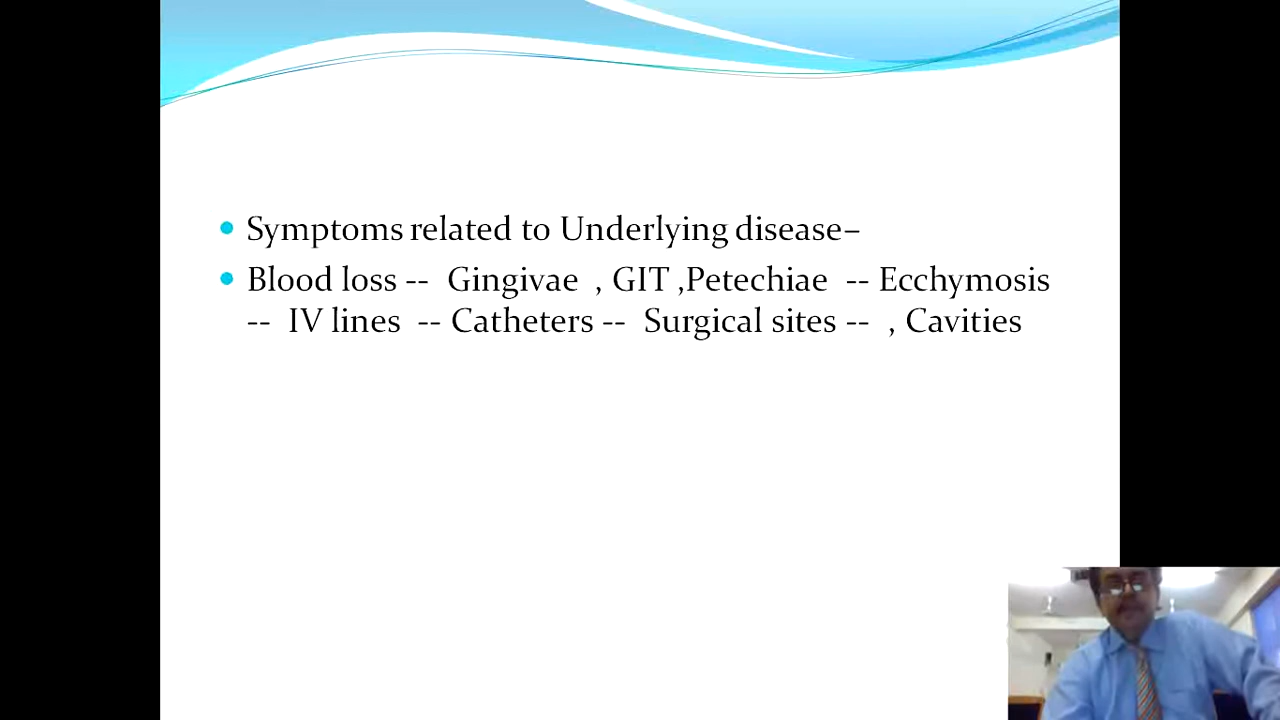 Symptoms related to Underlying disease–
Blood loss -- Gingivae , GIT ,Petechiae -- Ecchymosis
-- IV lines -- Catheters -- Surgical sites -- , Cavities